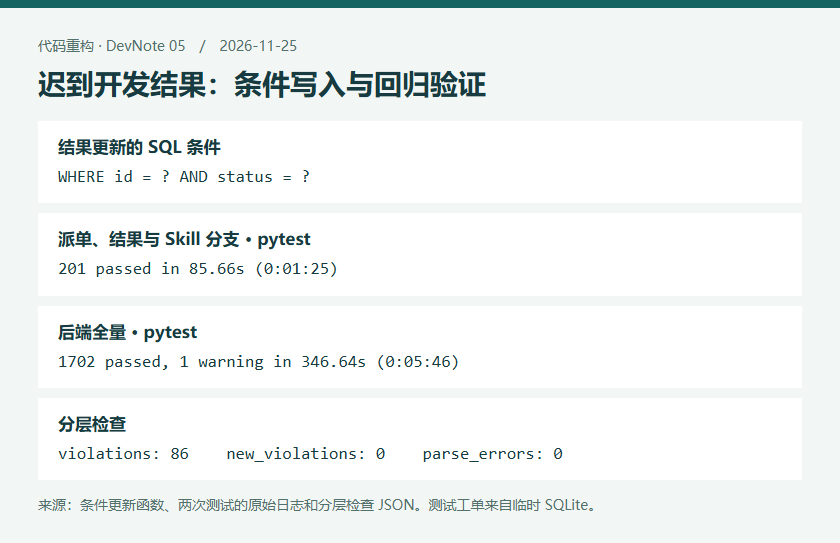 代码重构 · DevNote 05 / 2026-11-25
迟到开发结果：条件写入与回归验证
结果更新的 SQL 条件
WHERE id = ? AND status = ?
派单、结果与 Skill 分支 · pytest
201 passed in 85.66s (0:01:25)
后端全量 · pytest
1702 passed, 1 warning in 346.64s (0:05:46)
分层检查
violations: 86 new_violations: 0 parse_errors: 0
来源：条件更新函数、两次测试的原始日志和分层检查 JSON。测试工单来自临时 SQLite。